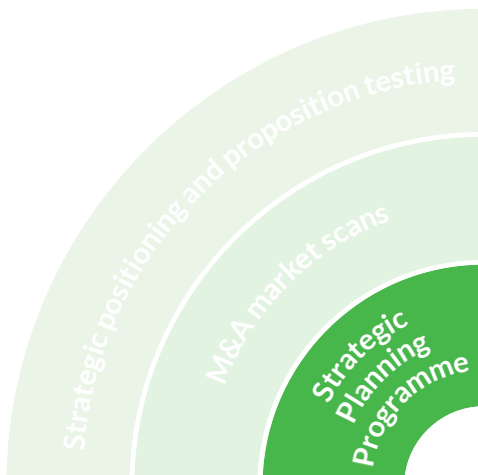 Strategic positioning and proposition testing
M&A market scans
Strategic
Planning
Programme